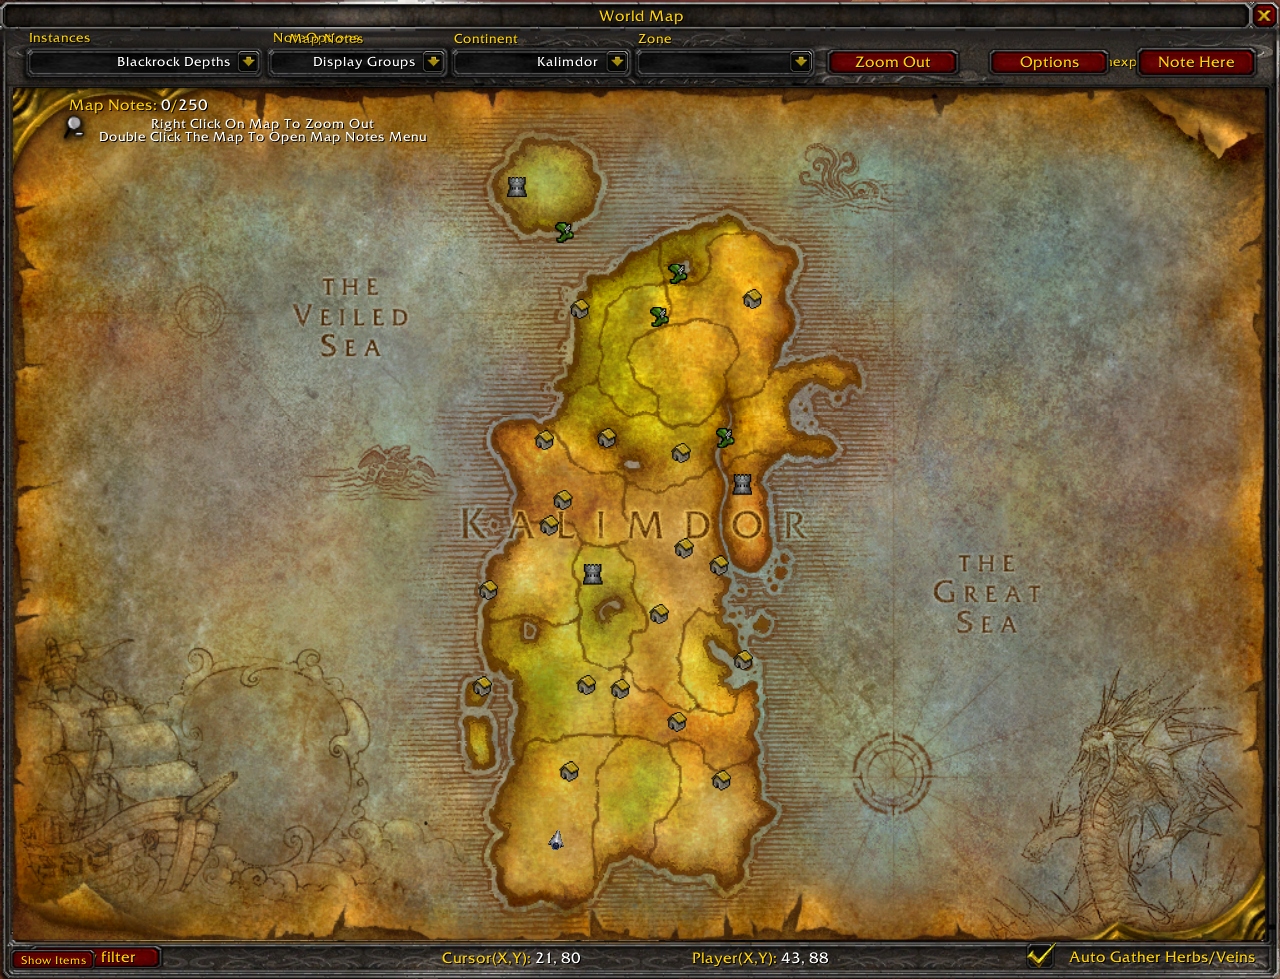 World Map
Instances
Map Notes
Continent
Zone
Blackrock Depths
Display Groups
Kalimdor
Zoom Out
Options
Note Here
Map Notes: 0/250
Right Click On Map To Zoom Out
Double Click The Map To Open Map Notes Menu
THE
VEILED
SEA
KALIMDOR
THE
GREAT
SEA
Show Items
filter
Cursor(X,Y): 21, 80
Player(X,Y): 43, 88
Auto Gather Herbs/Veins